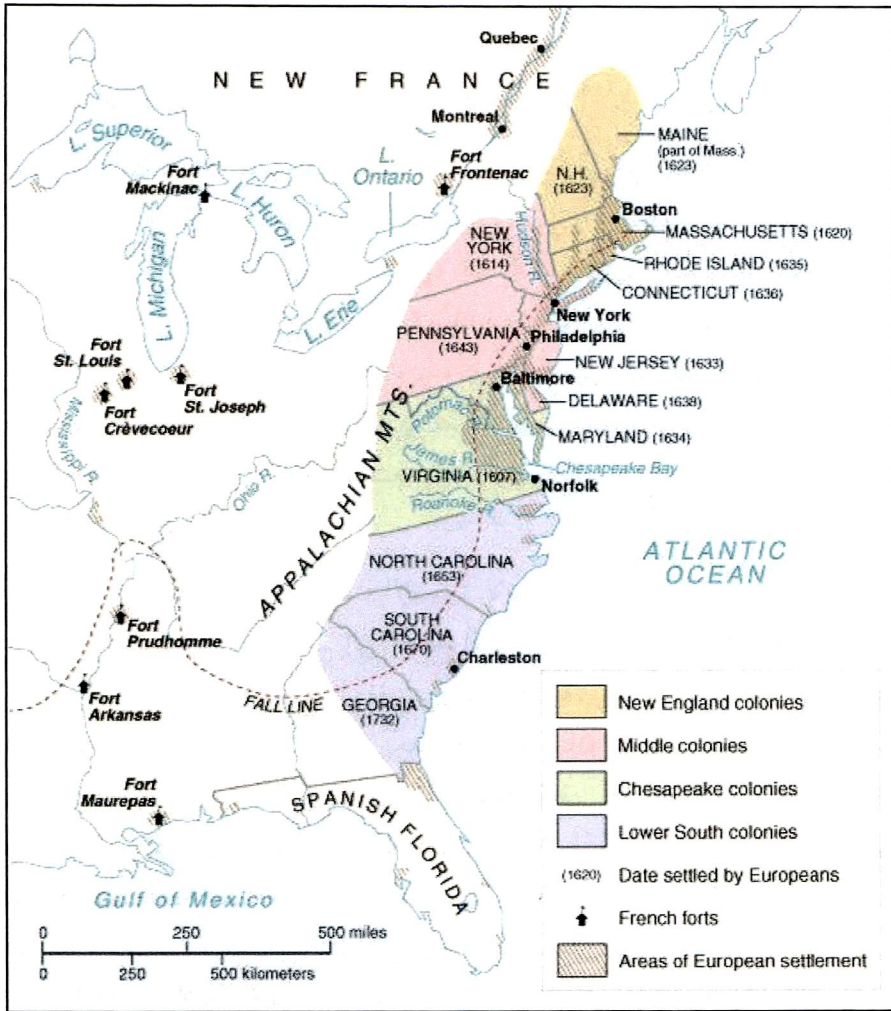 Quebec
NEW FRANCE
Montreal
L. Superior
Fort
Mackinac
L. Huron
L.
Ontario
Fort
Frontenac
MAINE
(part of Mass.)
(1623)
N.H.
(1623)
Boston
MASSACHUSETTS (1620)
RHODE ISLAND (1635)
CONNECTICUT (1636)
Hudson R.
NEW
YORK
(1614)
L. Michigan
L. Erie
New York
PENNSYLVANIA
(1643)
Philadelphia
NEW JERSEY (1633)
Baltimore
DELAWARE (1638)
MARYLAND (1634)
Fort
St. Louis
Fort
Crèvecoeur
Fort
St. Joseph
Mississippi R.
Ohio R.
APPALACHIAN MTS.
Potomac R.
James R.
VIRGINIA (1607)
Chesapeake Bay
Norfolk
Roanoke R.
NORTH CAROLINA
(1653)
ATLANTIC
OCEAN
SOUTH
CAROLINA
(1670)
Charleston
Fort
Prudhomme
Fort
Arkansas
FALL LINE
GEORGIA
(1732)
Fort
Maurepas
SPANISH FLORIDA
Gulf of Mexico
0 250 500 miles
0 250 500 kilometers
New England colonies
Middle colonies
Chesapeake colonies
Lower South colonies
(1620) Date settled by Europeans
French forts
Areas of European settlement